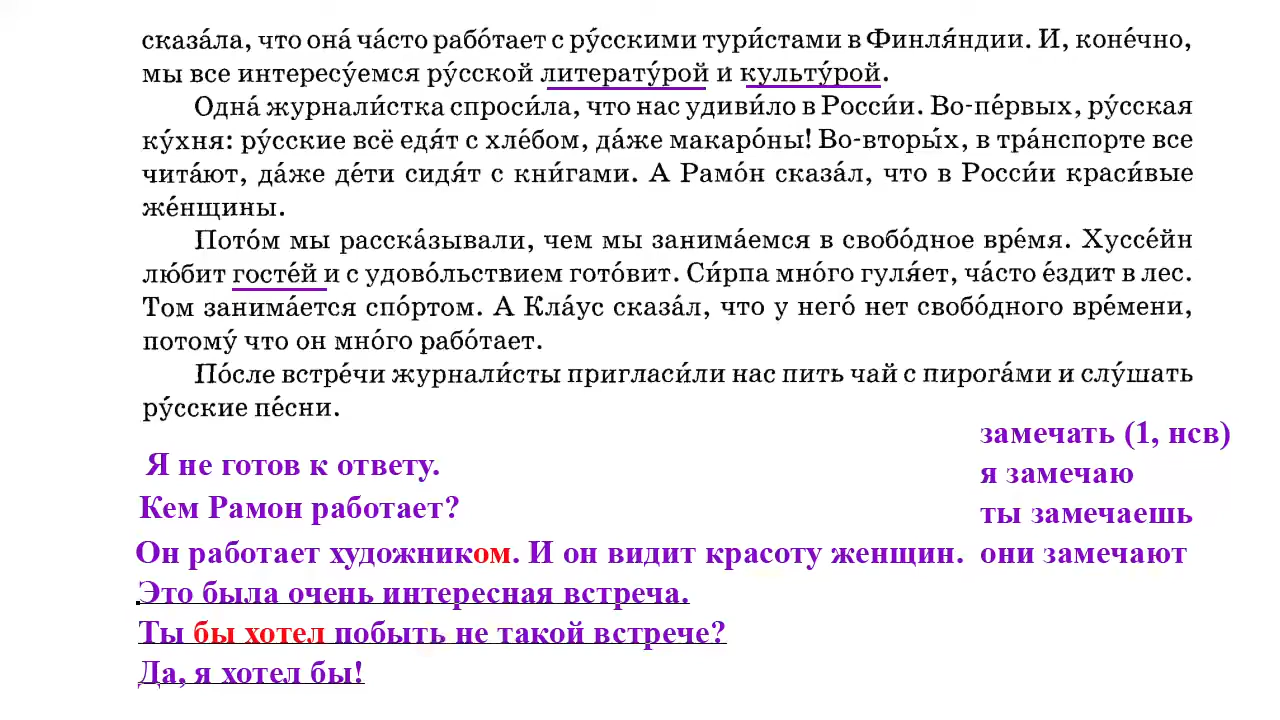 сказа́ла, что она́ ча́сто рабо́тает с ру́сскими тури́стами в Финля́ндии. И, коне́чно,
мы все интересу́емся ру́сской литерату́рой и культу́рой.
Одна́ журнали́стка спроси́ла, что нас удиви́ло в Росси́и. Во-пе́рвых, ру́сская
ку́хня: ру́сские всё едя́т с хле́бом, да́же макаро́ны! Во-вторы́х, в тра́нспорте все
чита́ют, да́же де́ти сидя́т с кни́гами. А Рамо́н сказа́л, что в Росси́и краси́вые
же́нщины.
Пото́м мы расска́зывали, чем мы занима́емся в свобо́дное вре́мя. Хуссе́йн
лю́бит госте́й и с удово́льствием гото́вит. Си́рпа мно́го гуля́ет, ча́сто е́здит в лес.
Том занима́ется спо́ртом. А Кла́ус сказа́л, что у него́ нет свобо́дного вре́мени,
потому́ что он мно́го рабо́тает.
По́сле встре́чи журнали́сты пригласи́ли нас пить чай с пирога́ми и слу́шать
ру́сские пе́сни.
Я не готов к ответу.
Кем Рамон работает?
Он работает художником. И он видит красоту женщин.
Это была очень интересная встреча.
Ты бы хотел побыть не такой встрече?
Да, я хотел бы!
замечать (1, нсв)
я замечаю
ты замечаешь
они замечают